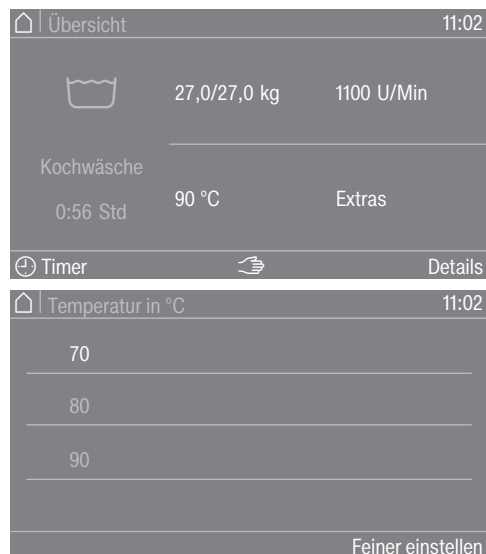 Übersicht 11:02
27,0/27,0 kg 1100 U/Min
Kochwäsche
0:56 Std
90 °C Extras
Timer Details
Temperatur in °C 11:02
70
80
90
Feiner einstellen